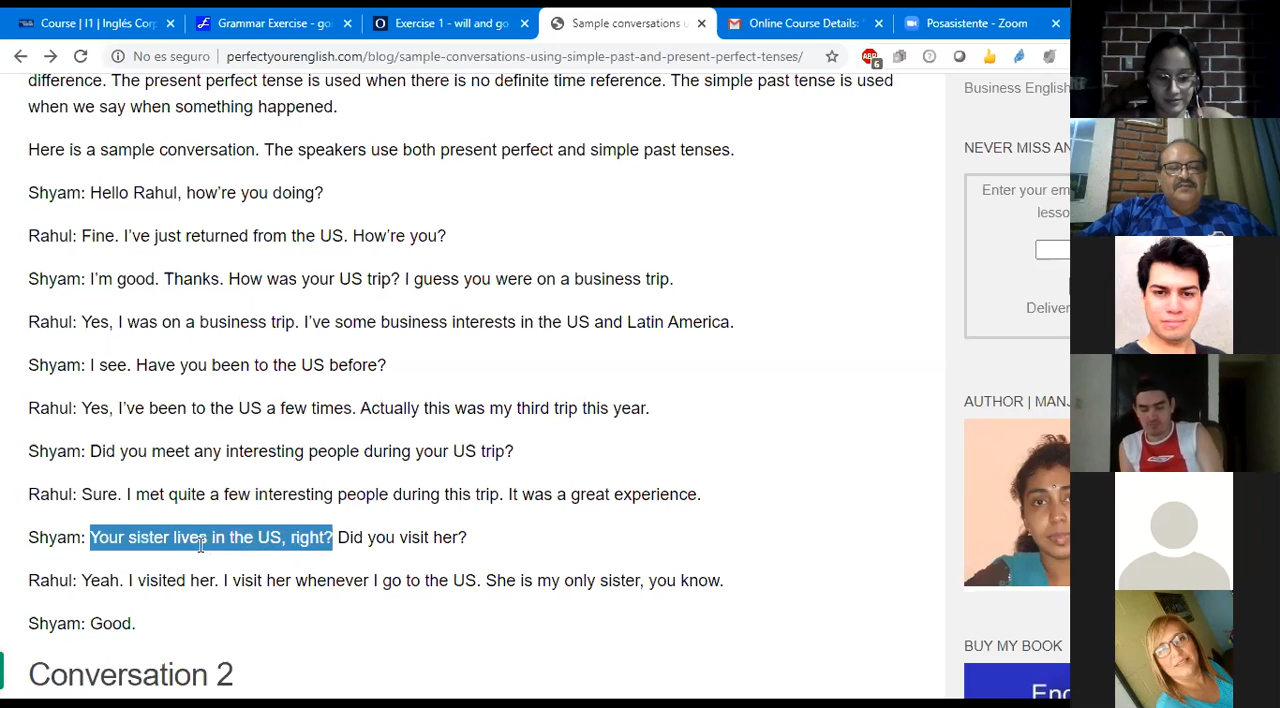 Course | I1 | Inglés Corp
Grammar Exercise - go
Exercise 1 - will and go
Sample conversations u
Online Course Details:
Posasistente - Zoom
No es seguro
perfectyourenglish.com/blog/sample-conversations-using-simple-past-and-present-perfect-tenses/
6
difference. The present perfect tense is used when there is no definite time reference. The simple past tense is used
when we say when something happened.
Here is a sample conversation. The speakers use both present perfect and simple past tenses.
Shyam: Hello Rahul, how’re you doing?
Rahul: Fine. I’ve just returned from the US. How’re you?
Shyam: I’m good. Thanks. How was your US trip? I guess you were on a business trip.
Rahul: Yes, I was on a business trip. I’ve some business interests in the US and Latin America.
Shyam: I see. Have you been to the US before?
Rahul: Yes, I’ve been to the US a few times. Actually this was my third trip this year.
Shyam: Did you meet any interesting people during your US trip?
Rahul: Sure. I met quite a few interesting people during this trip. It was a great experience.
Shyam: Your sister lives in the US, right? Did you visit her?
Rahul: Yeah. I visited her. I visit her whenever I go to the US. She is my only sister, you know.
Shyam: Good.
Conversation 2
Business English
NEVER MISS AN
Enter your em
lesso
Deliver
AUTHOR | MANJ
BUY MY BOOK
Eng